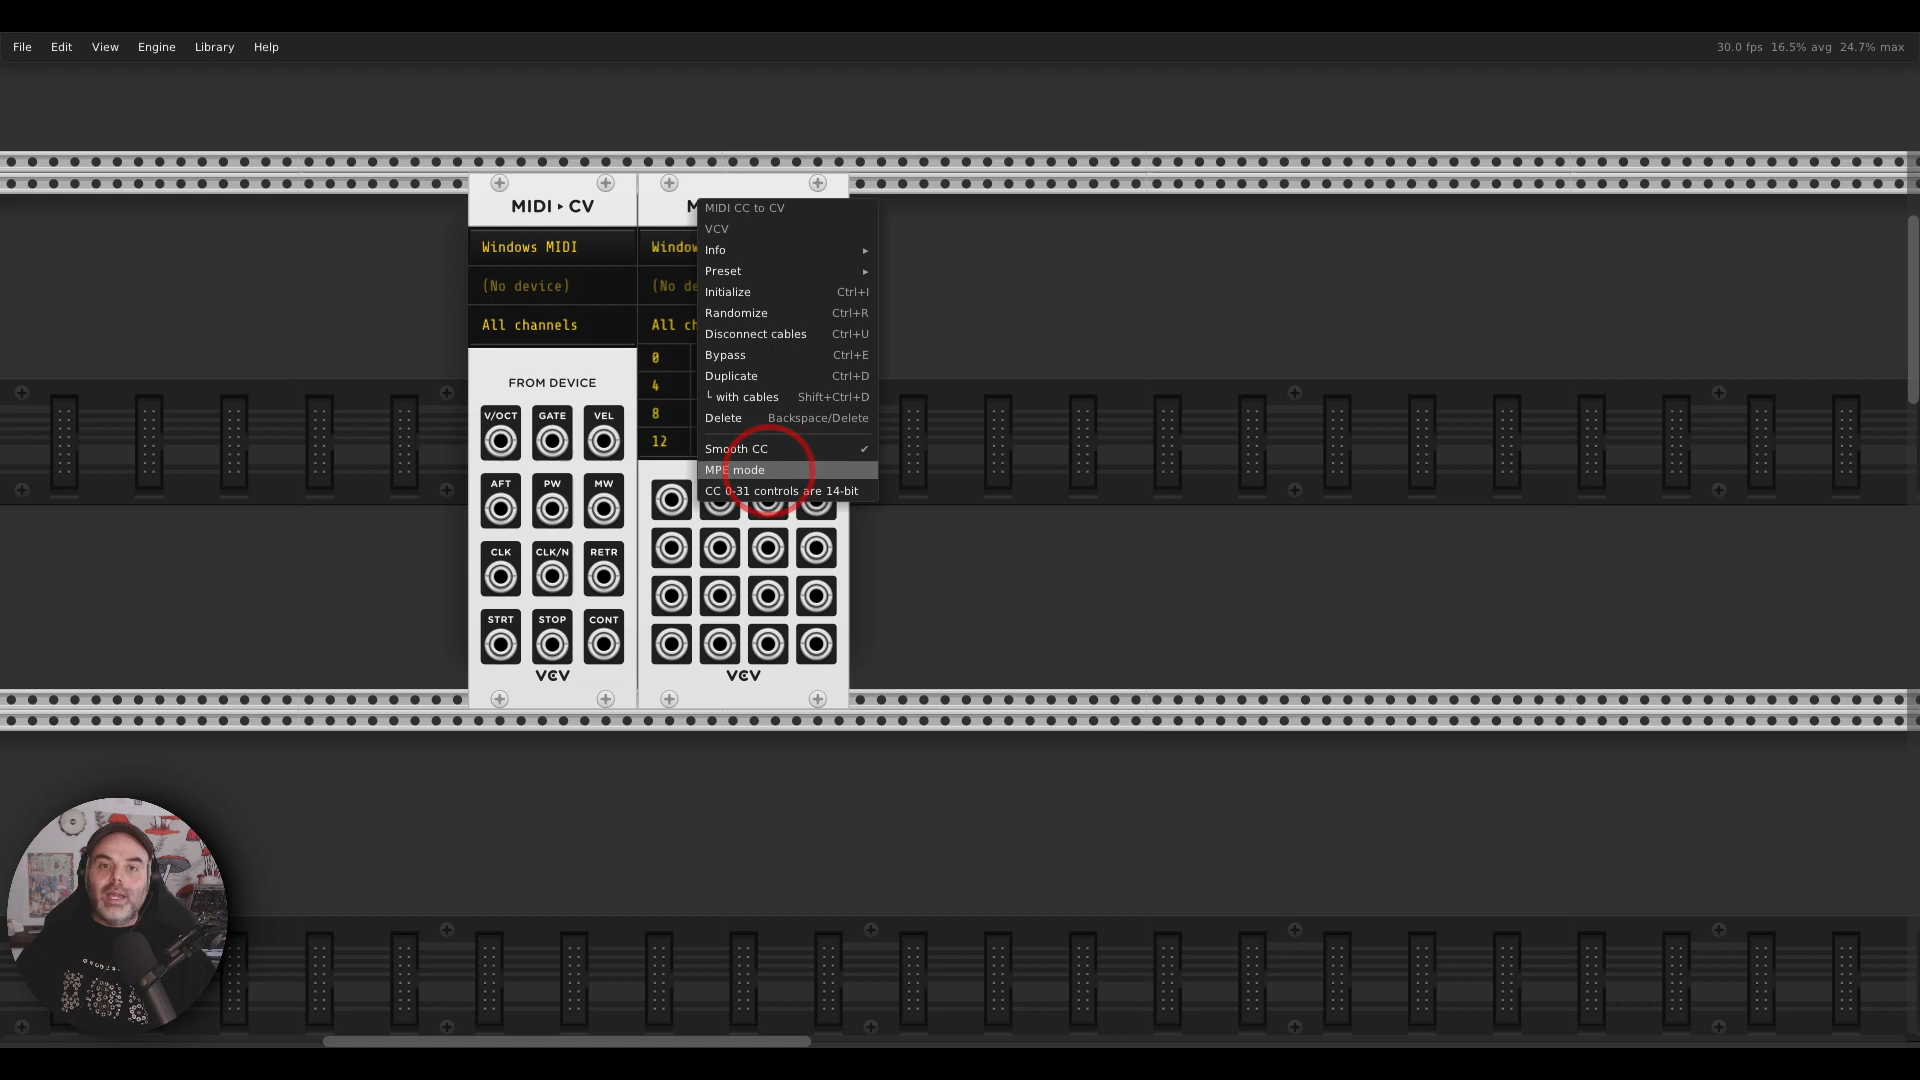 File Edit View Engine Library Help
30.0 fps 16.5% avg 24.7% max
MIDI ▸ CV
Windows MIDI
(No device)
All channels
FROM DEVICE
V/OCT GATE VEL
AFT PW MW
CLK CLK/N RETR
STRT STOP CONT
VCV
M
Window
(No de
All ch
0
4
8
12
VCV
MIDI CC to CV
VCV
Info ▸
Preset ▸
Initialize Ctrl+I
Randomize Ctrl+R
Disconnect cables Ctrl+U
Bypass Ctrl+E
Duplicate Ctrl+D
└ with cables Shift+Ctrl+D
Delete Backspace/Delete
Smooth CC ✔
MPE mode
CC 0-31 controls are 14-bit